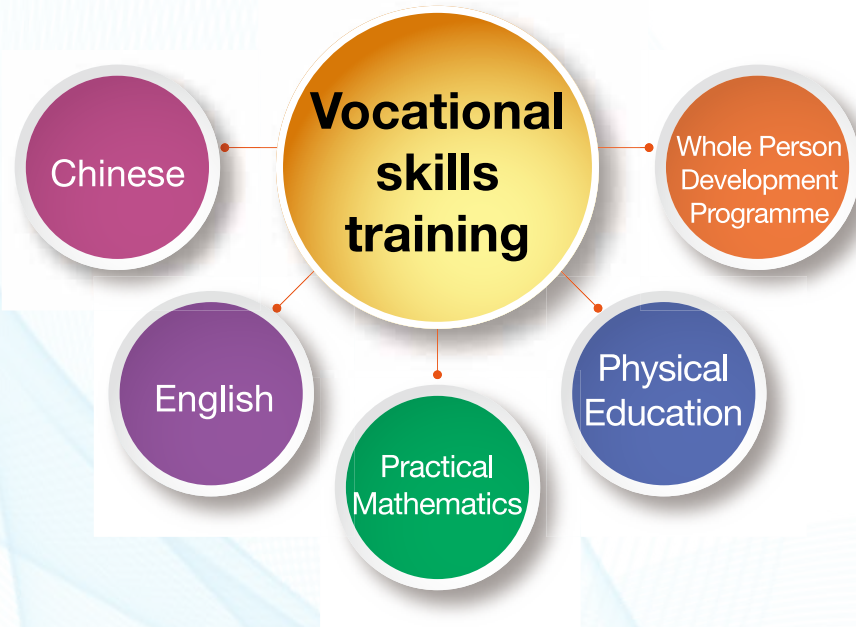 Vocational
skills
training
Chinese
English
Practical
Mathematics
Physical
Education
Whole Person
Development
Programme